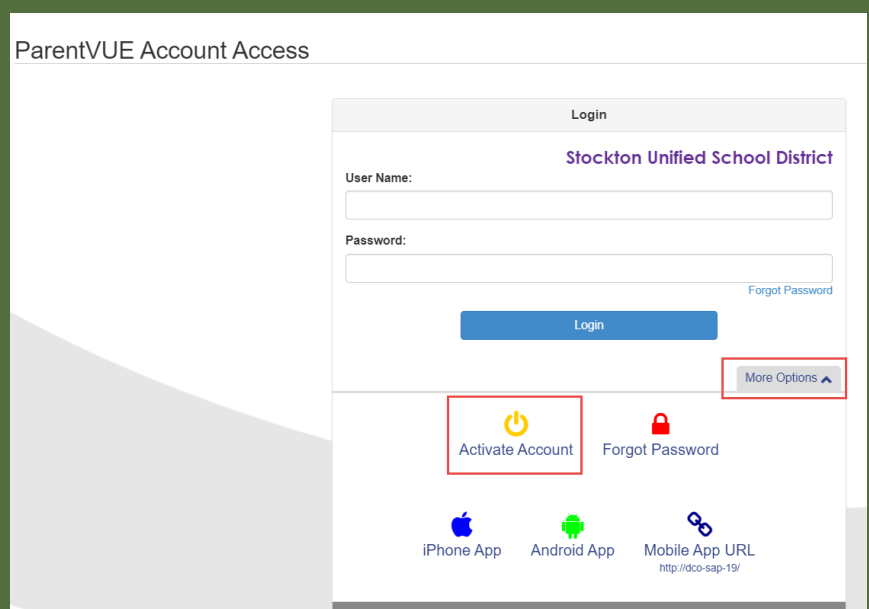 ParentVUE Account Access
Login
Stockton Unified School District
User Name:
Password:
Forgot Password
Login
More Options
Activate Account Forgot Password
iPhone App Android App Mobile App URL
http://dco-sap-19/